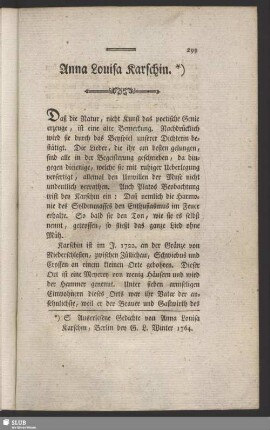 299
Anna Louisa Karschin. *)
Daß die Natur, nicht Kunst das poetische Genie
erzeuge, ist eine alte Bemerkung. Nachdrücklich
wird sie durch das Beyspiel unserer Dichterin be-
stätigt. Die Lieder, die ihr am besten gelungen,
sind alle in der Begeisterung geschrieben, da hin-
gegen diejenige, welche sie mit ruhiger Ueberlegung
verfertigt, allemal den Unwillen der Muse nicht
undeutlich verrathen. Auch Platos Beobachtung
trift bey Karschin ein: Daß nemlich die Harmo-
nie des Sylbenmasses den Enthusiasmus im Feuer
erhalte. So bald sie den Ton, wie sie es selbst
nennt, getroffen, so fliesst das ganze Lied ohne
Müh.
Karschin ist im J. 1722. an der Gränze von
Niederschlesien, zwischen Züllichau, Schwiebus und
Crossen an einem kleinen Orte gebohren. Dieser
Ort ist eine Meyerey von wenig Häusern und wird
der Hammer genennt. Unter sieben armseligen
Einwohnern dieses Orts war ihr Vater der an-
sehnlichste, weil er der Brauer und Gastwirth des
*) S. Auserlesene Gedichte von Anna Louisa
Karschin, Berlin den G. L. Winter 1764.
SLUB